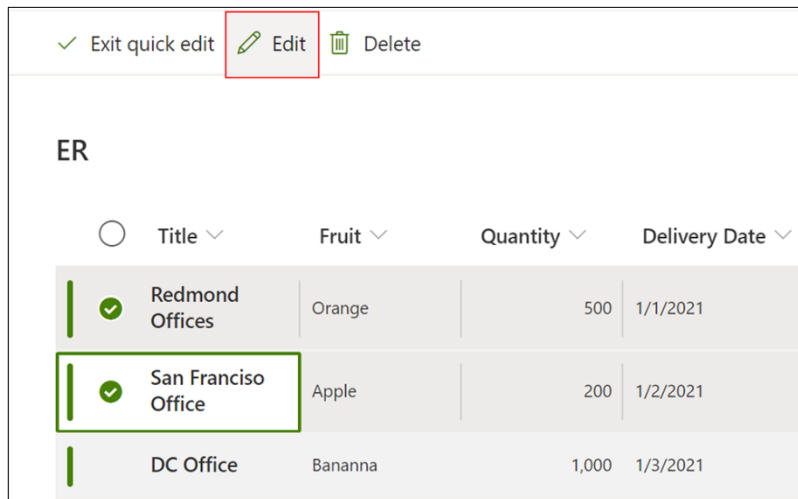 Exit quick edit Edit Delete
ER
Title Fruit Quantity Delivery Date
Redmond
Offices Orange 500 1/1/2021
San Franciso
Office Apple 200 1/2/2021
DC Office Bananna 1,000 1/3/2021